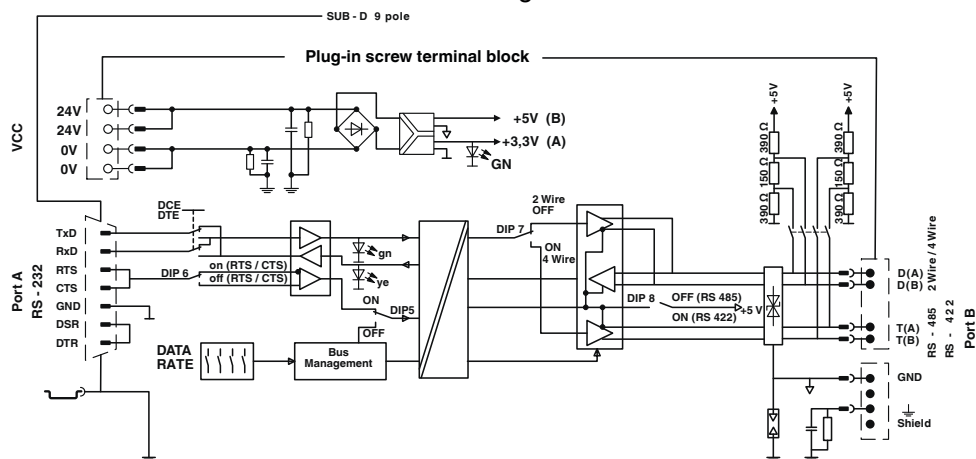 SUB - D 9 pole
Plug-in screw terminal block
VCC
24V
24V
0V
0V
+5V (B)
+3,3V (A)
GN
+5V
+5V
390 Ω
150 Ω
390 Ω
390 Ω
150 Ω
390 Ω
Port A
RS - 232
TxD
RxD
RTS
CTS
GND
DSR
DTR
DCE
DTE
DIP 6
on (RTS / CTS)
off (RTS / CTS)
gn
ye
ON
DIP5
OFF
DATA
RATE
Bus
Management
2 Wire
OFF
DIP 7
ON
4 Wire
DIP 8
OFF (RS 485)
+5 V
ON (RS 422)
D(A)
D(B)
T(A)
T(B)
2 Wire / 4 Wire
RS - 485
RS - 422
Port B
GND
Shield